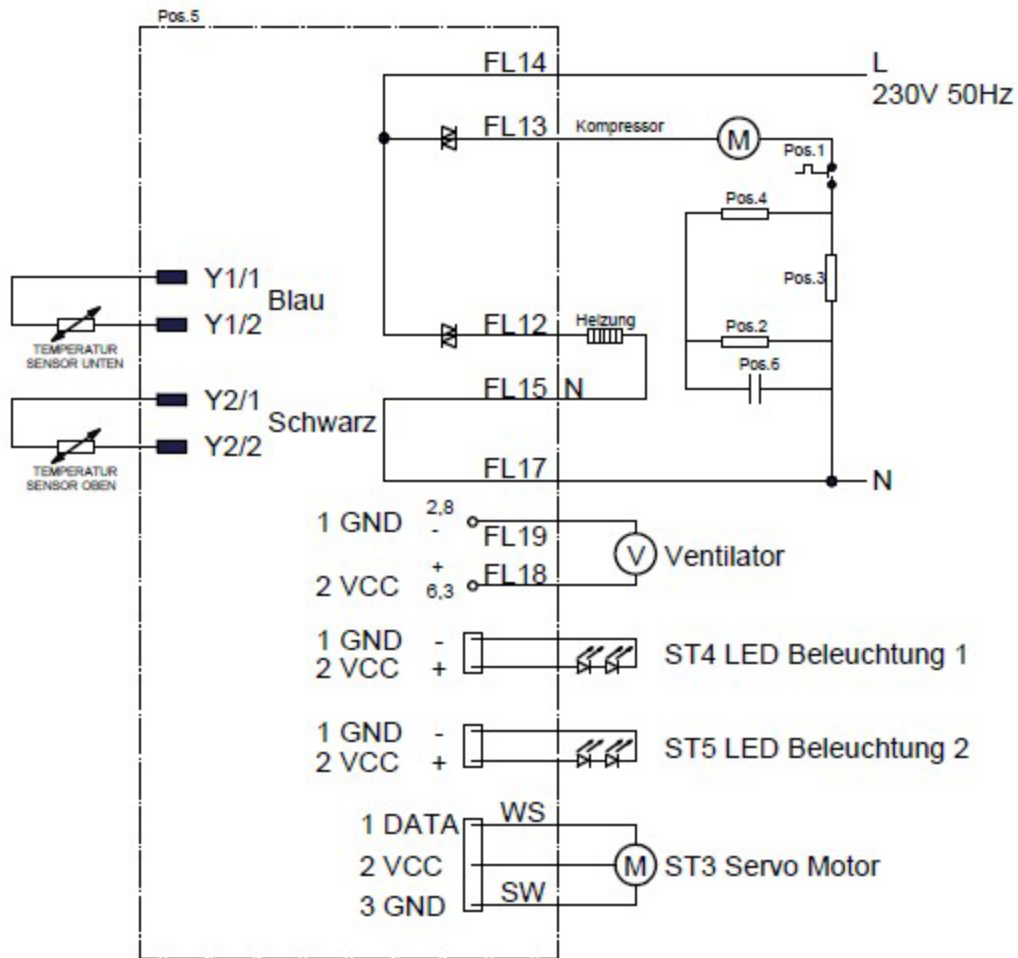 Pos.5
FL14
L
230V 50Hz
FL13
Kompressor
M
Pos.1
Pos.4
Pos.3
Y1/1
Blau
Y1/2
TEMPERATUR
SENSOR UNTEN
FL12
Heizung
Pos.2
Pos.6
FL15
N
Y2/1
Schwarz
Y2/2
TEMPERATUR
SENSOR OBEN
FL17
N
1 GND
2,8
-
FL19
V
Ventilator
2 VCC
+
6,3
FL18
1 GND -
2 VCC +
ST4 LED Beleuchtung 1
1 GND -
2 VCC +
ST5 LED Beleuchtung 2
1 DATA
WS
2 VCC
M
ST3 Servo Motor
3 GND
SW